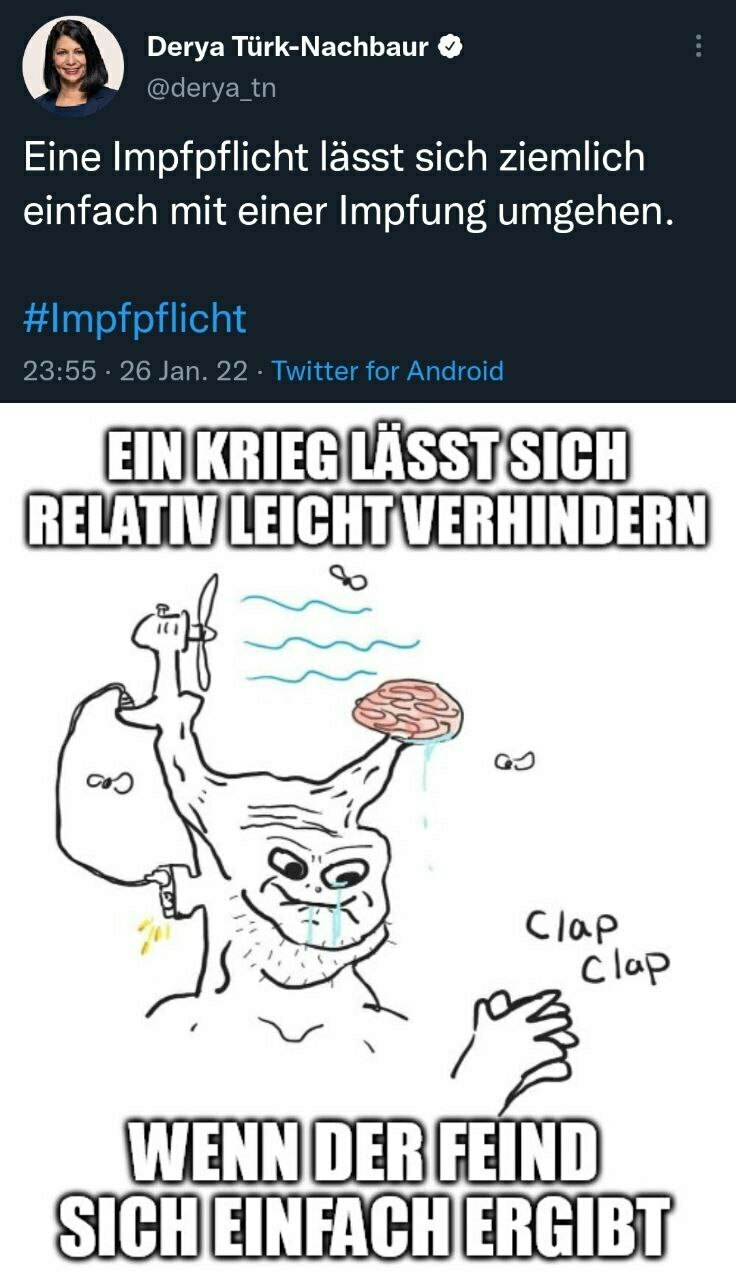 Derya Türk-Nachbaur
@derya_tn
Eine Impfpflicht lässt sich ziemlich
einfach mit einer Impfung umgehen.
#Impfpflicht
23:55 · 26 Jan. 22 · Twitter for Android
EIN KRIEG LÄSST SICH
RELATIV LEICHT VERHINDERN
Clap
Clap
WENN DER FEIND
SICH EINFACH ERGIBT